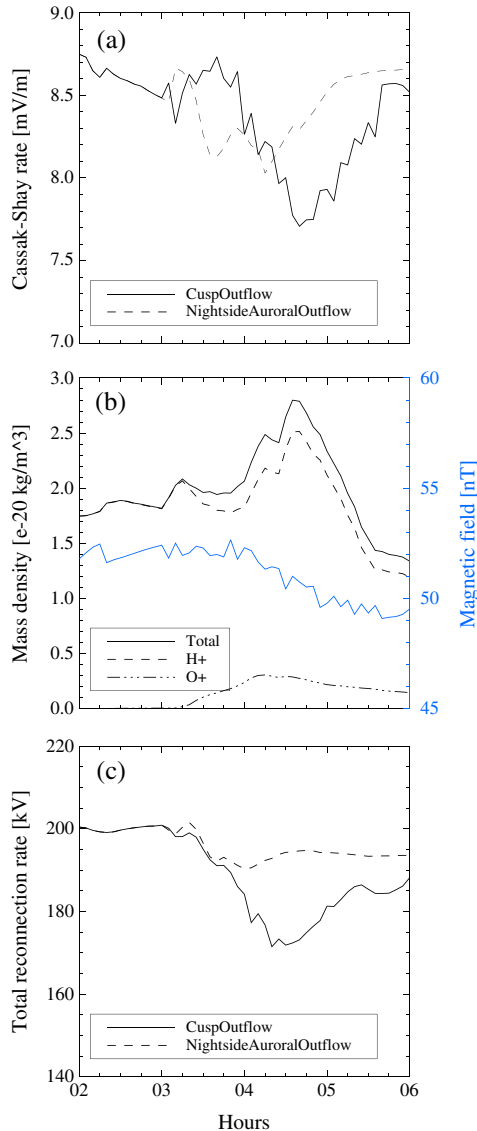 (a)
Cassak-Shay rate [mV/m]
9.0
8.5
8.0
7.5
7.0
CuspOutflow
NightsideAuroralOutflow
(b)
Mass density [e-20 kg/m^3]
3.0
2.5
2.0
1.5
1.0
0.5
0.0
Total
H+
O+
60
55
50
45
Magnetic field [nT]
(c)
Total reconnection rate [kV]
220
200
180
160
140
CuspOutflow
NightsideAuroralOutflow
02 03 04 05 06
Hours